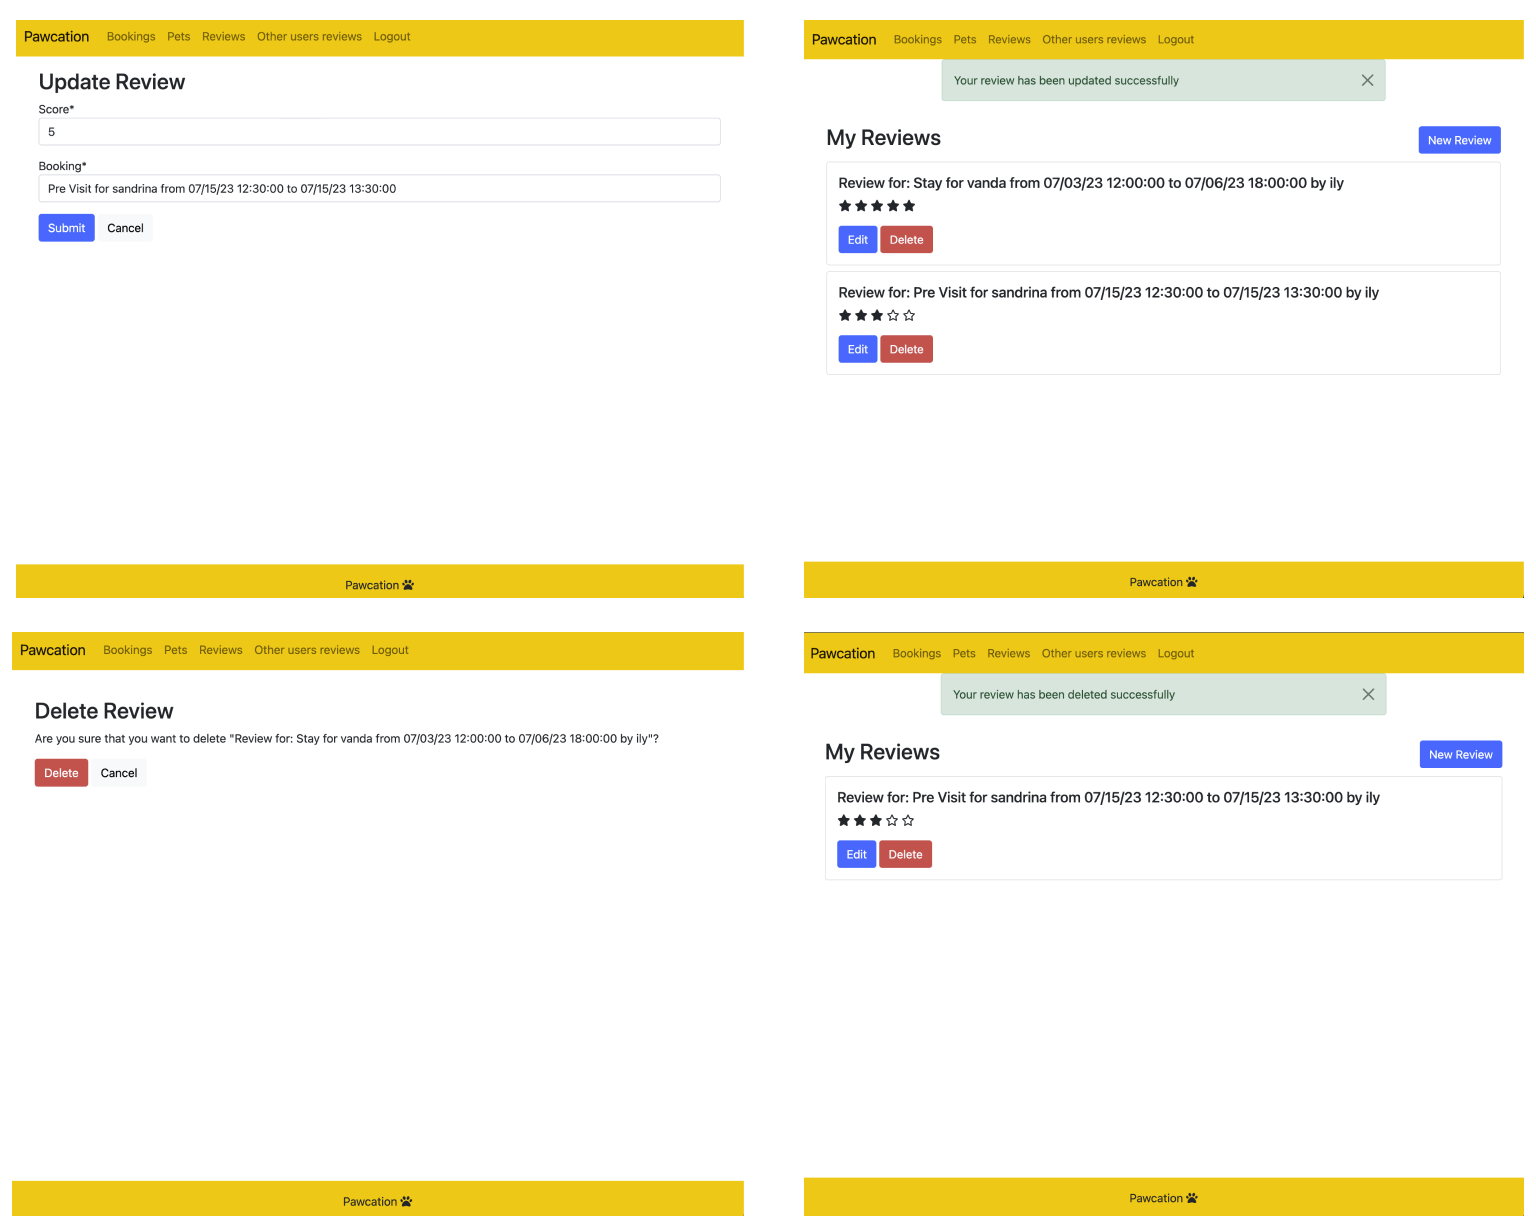 Pawcation Bookings Pets Reviews Other users reviews Logout
Update Review
Score*
5
Booking*
Pre Visit for sandrina from 07/15/23 12:30:00 to 07/15/23 13:30:00
Submit Cancel
Pawcation
Pawcation Bookings Pets Reviews Other users reviews Logout
Your review has been updated successfully
My Reviews
New Review
Review for: Stay for vanda from 07/03/23 12:00:00 to 07/06/23 18:00:00 by ily
Edit Delete
Review for: Pre Visit for sandrina from 07/15/23 12:30:00 to 07/15/23 13:30:00 by ily
Edit Delete
Pawcation
Pawcation Bookings Pets Reviews Other users reviews Logout
Delete Review
Are you sure that you want to delete "Review for: Stay for vanda from 07/03/23 12:00:00 to 07/06/23 18:00:00 by ily"?
Delete Cancel
Pawcation
Pawcation Bookings Pets Reviews Other users reviews Logout
Your review has been deleted successfully
My Reviews
New Review
Review for: Pre Visit for sandrina from 07/15/23 12:30:00 to 07/15/23 13:30:00 by ily
Edit Delete
Pawcation